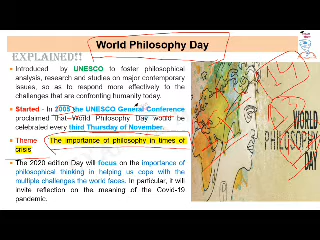 World Philosophy Day
EXPLAINED!!
Introduced by UNESCO to foster philosophical
analysis, research and studies on major contemporary
issues, so as to respond more effectively to the
challenges that are confronting humanity today.
Started - In 2005 the UNESCO General Conference
proclaimed that World Philosophy Day would be
celebrated every third Thursday of November.
Theme The importance of philosophy in times of
crisis
The 2020 edition Day will focus on the importance of
philosophical thinking in helping us cope with the
multiple challenges the world faces. In particular, it will
invite reflection on the meaning of the Covid-19
pandemic.
WORLD
PHILOSOPHY
DAY